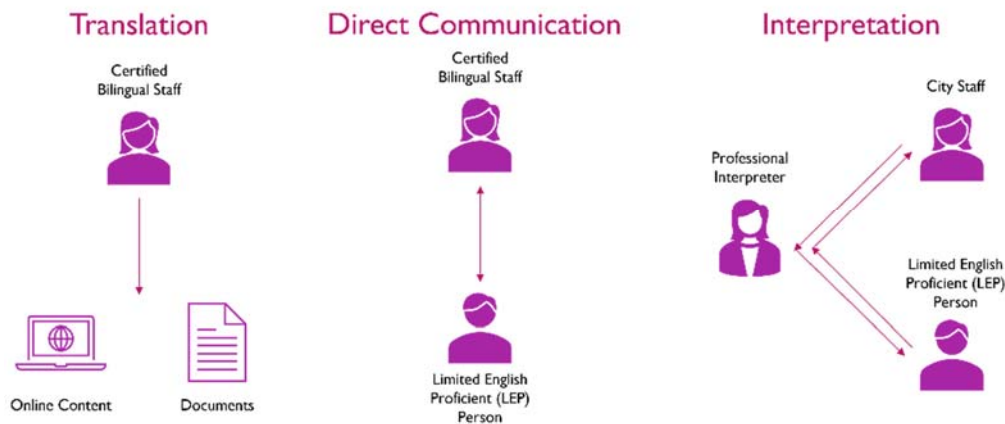 Translation
Certified
Bilingual Staff
Online Content
Documents
Direct Communication
Certified
Bilingual Staff
Limited English
Proficient (LEP)
Person
Interpretation
City Staff
Professional
Interpreter
Limited English
Proficient (LEP)
Person